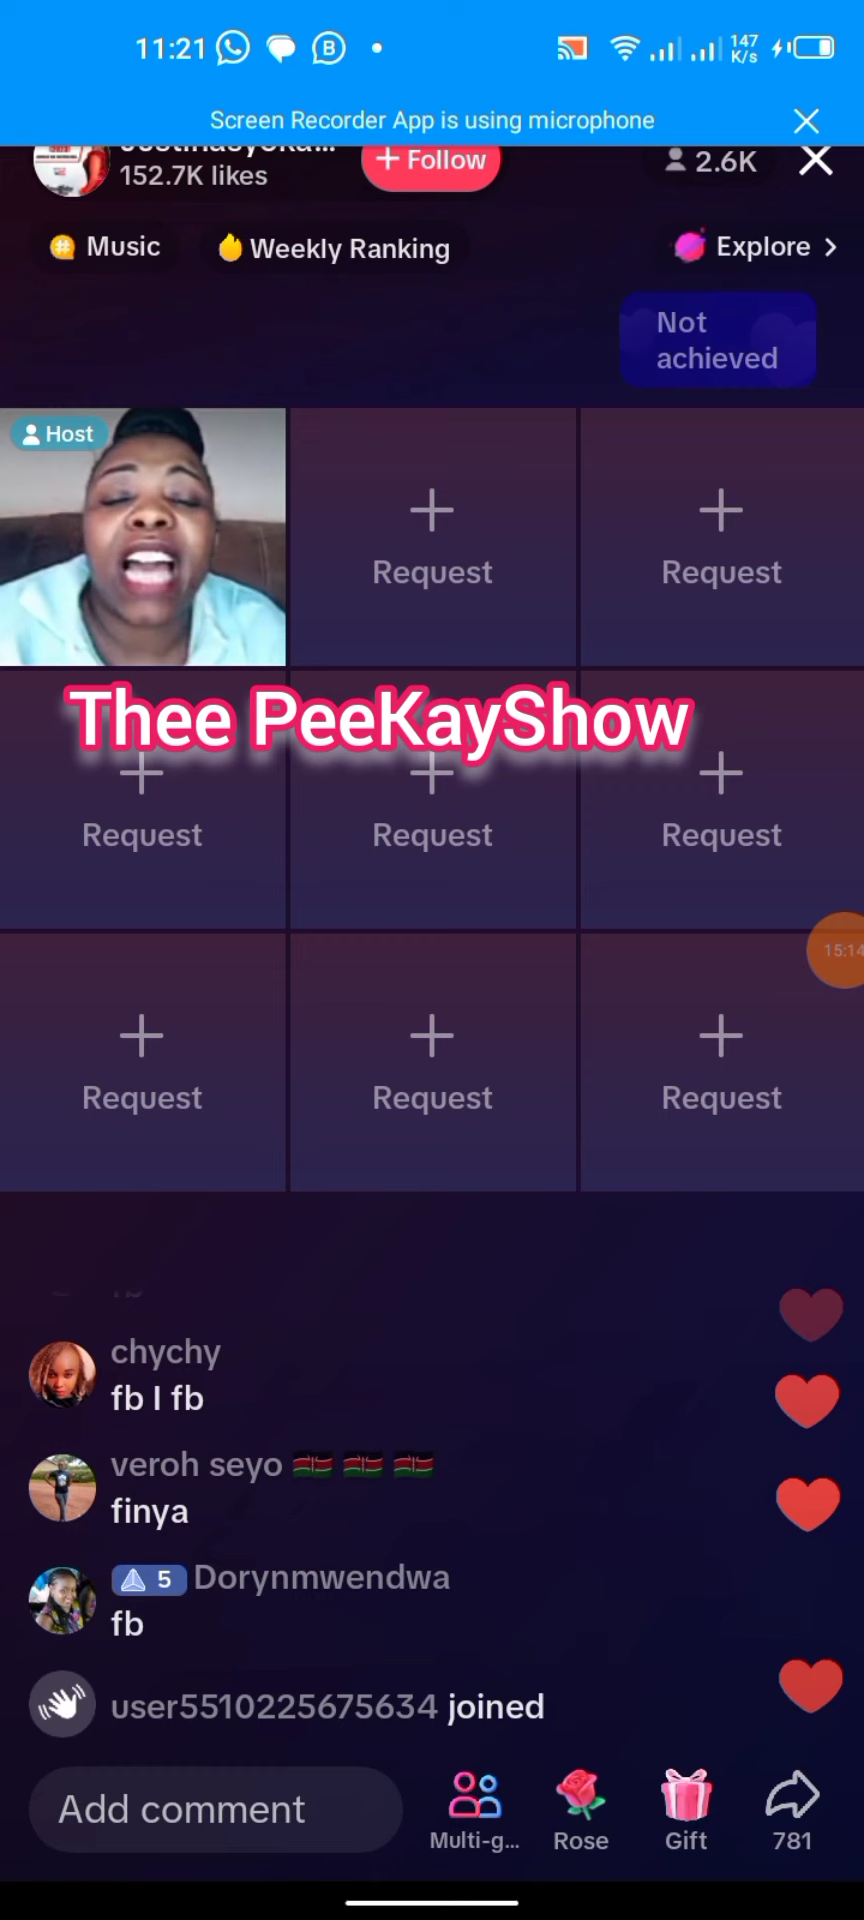 11:21
147
K/s
Screen Recorder App is using microphone
152.7K likes
+ Follow
2.6K
Music
Weekly Ranking
Explore >
Not
achieved
Host
Request
Request
Thee PeeKayShow
Request
Request
Request
15:14
Request
Request
Request
chychy
fb I fb
veroh seyo 🇰🇪 🇰🇪 🇰🇪
finya
5 Dorynmwendwa
fb
user5510225675634 joined
Add comment
Multi-g...
Rose
Gift
781